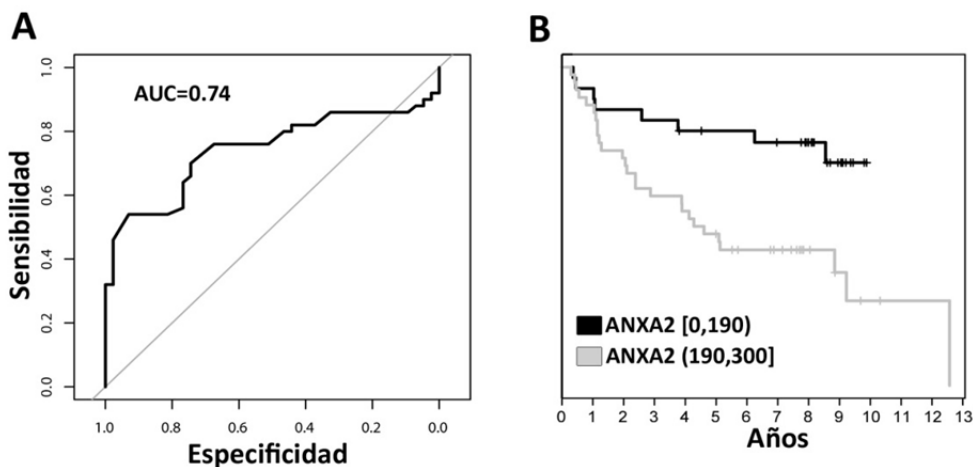 A
AUC=0.74
Sensibilidad
1.0
0.8
0.6
0.4
0.2
0.0
1.0 0.8 0.6 0.4 0.2 0.0
Especificidad
B
ANXA2 [0,190)
ANXA2 (190,300]
0 1 2 3 4 5 6 7 8 9 10 11 12 13
Años